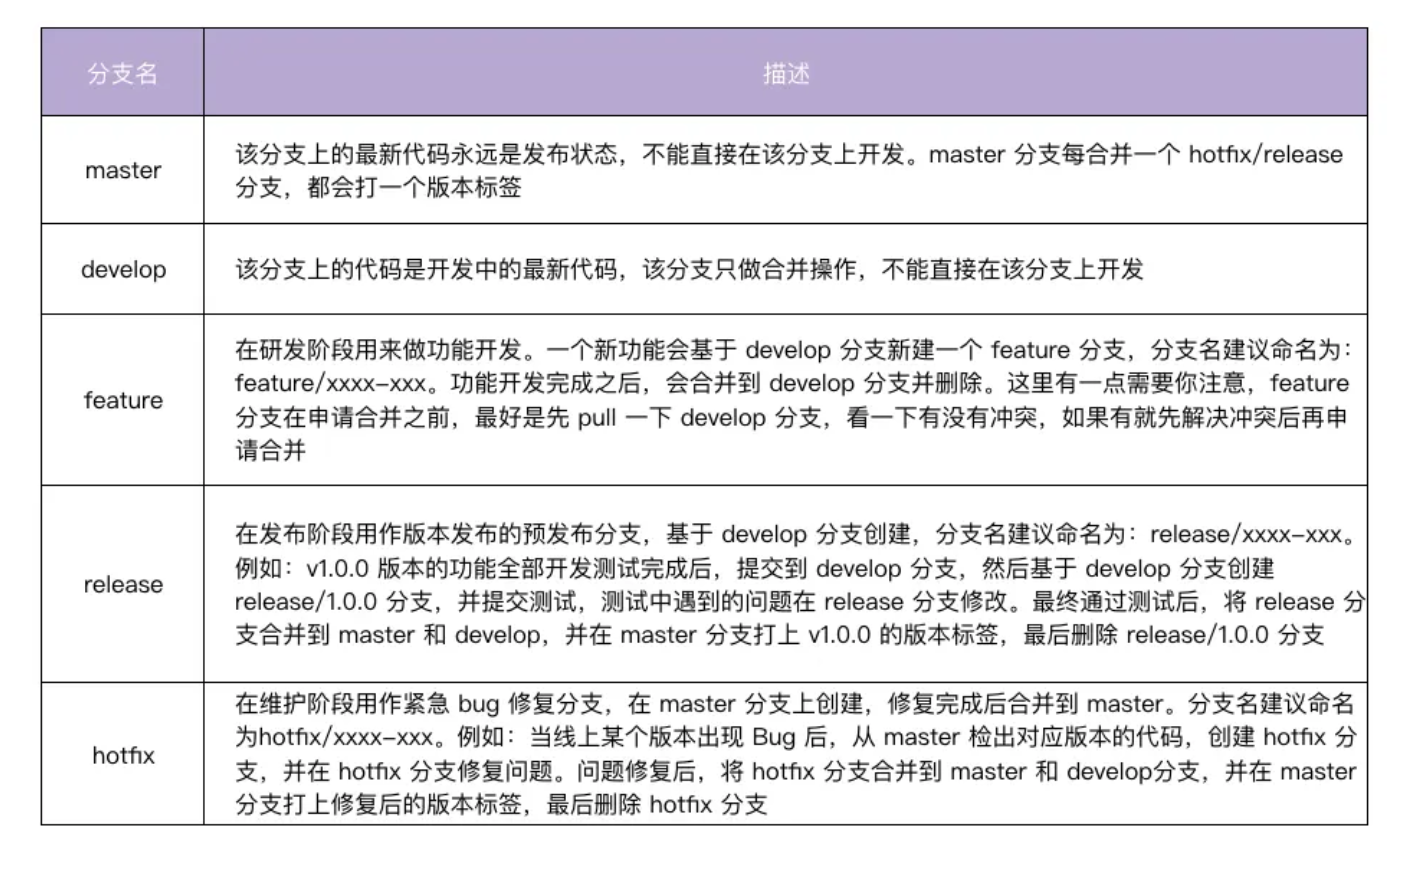 分支名
描述
master
该分支上的最新代码永远是发布状态，不能直接在该分支上开发。master 分支每合并一个 hotfix/release
分支，都会打一个版本标签
develop
该分支上的代码是开发中的最新代码，该分支只做合并操作，不能直接在该分支上开发
feature
在研发阶段用来做功能开发。一个新功能会基于 develop 分支新建一个 feature 分支，分支名建议命名为：
feature/xxxx-xxx。功能开发完成之后，会合并到 develop 分支并删除。这里有一点需要你注意，feature
分支在申请合并之前，最好是先 pull 一下 develop 分支，看一下有没有冲突，如果有就先解决冲突后再申
请合并
release
在发布阶段用作版本发布的预发布分支，基于 develop 分支创建，分支名建议命名为：release/xxxx-xxx。
例如：v1.0.0 版本的功能全部开发测试完成后，提交到 develop 分支，然后基于 develop 分支创建
release/1.0.0 分支，并提交测试，测试中遇到的问题在 release 分支修改。最终通过测试后，将 release 分
支合并到 master 和 develop，并在 master 分支打上 v1.0.0 的版本标签，最后删除 release/1.0.0 分支
hotfix
在维护阶段用作紧急 bug 修复分支，在 master 分支上创建，修复完成后合并到 master。分支名建议命名
为hotfix/xxxx-xxx。例如：当线上某个版本出现 Bug 后，从 master 检出对应版本的代码，创建 hotfix 分
支，并在 hotfix 分支修复问题。问题修复后，将 hotfix 分支合并到 master 和 develop分支，并在 master
分支打上修复后的版本标签，最后删除 hotfix 分支